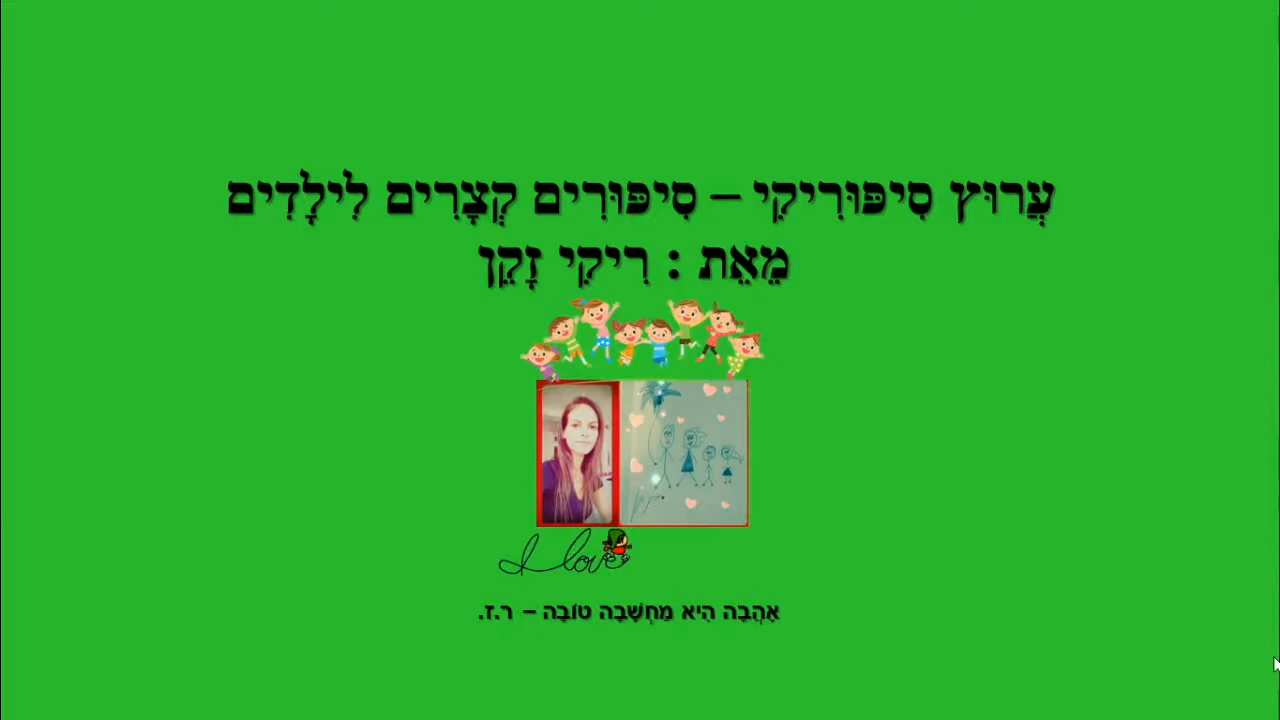 עֲרוּץ סִיפּוּרִיקִי – סִיפּוּרִים קְצָרִים לִילָדִים
מֵאֵת : רִיקִי זָקֵן
I love
אַהֲבָה הִיא מַחְשָׁבָה טוֹבָה – ר.ז.